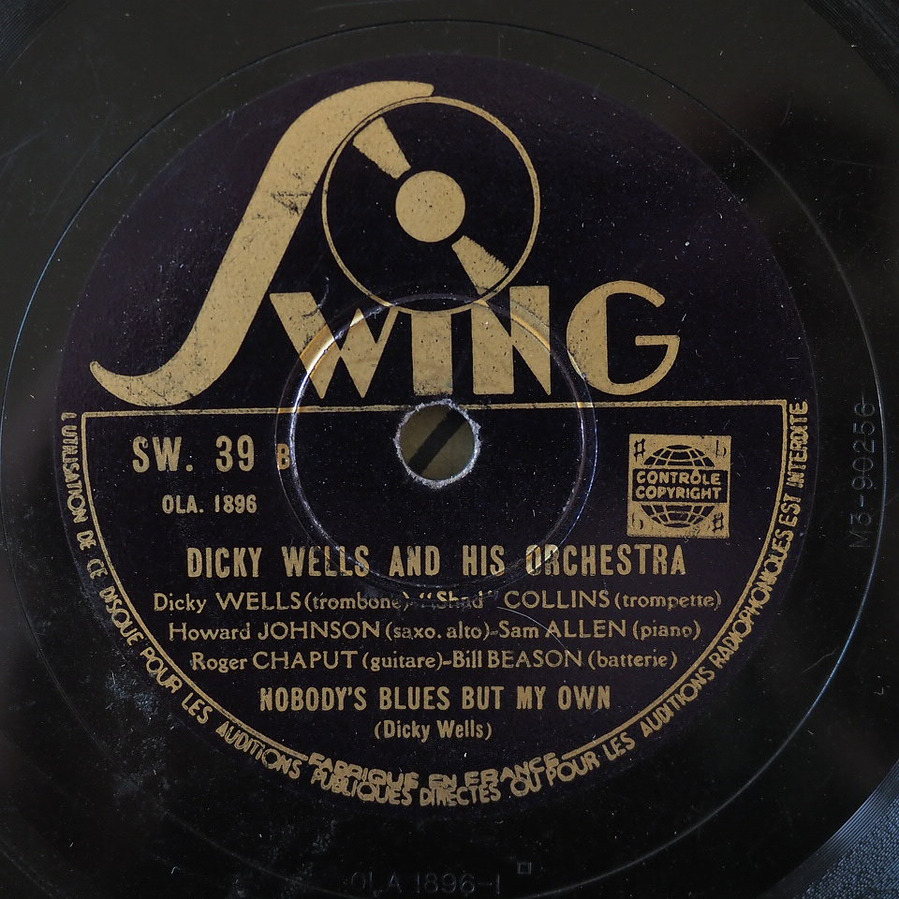 SWING
SW. 39 B
OLA. 1896
CONTRÔLE
COPYRIGHT
DICKY WELLS AND HIS ORCHESTRA
Dicky WELLS (trombone)-"Shad" COLLINS (trompette)
Howard JOHNSON (saxo. alto)-Sam ALLEN (piano)
Roger CHAPUT (guitare)-Bill BEASON (batterie)
NOBODY'S BLUES BUT MY OWN
(Dicky Wells)
FABRIQUÉ EN FRANCE
L'UTILISATION DE CE DISQUE POUR LES AUDITIONS PUBLIQUES DIRECTES OU POUR LES AUDITIONS RADIOPHONIQUES EST INTERDITE
M3-90256
OLA 1896-1